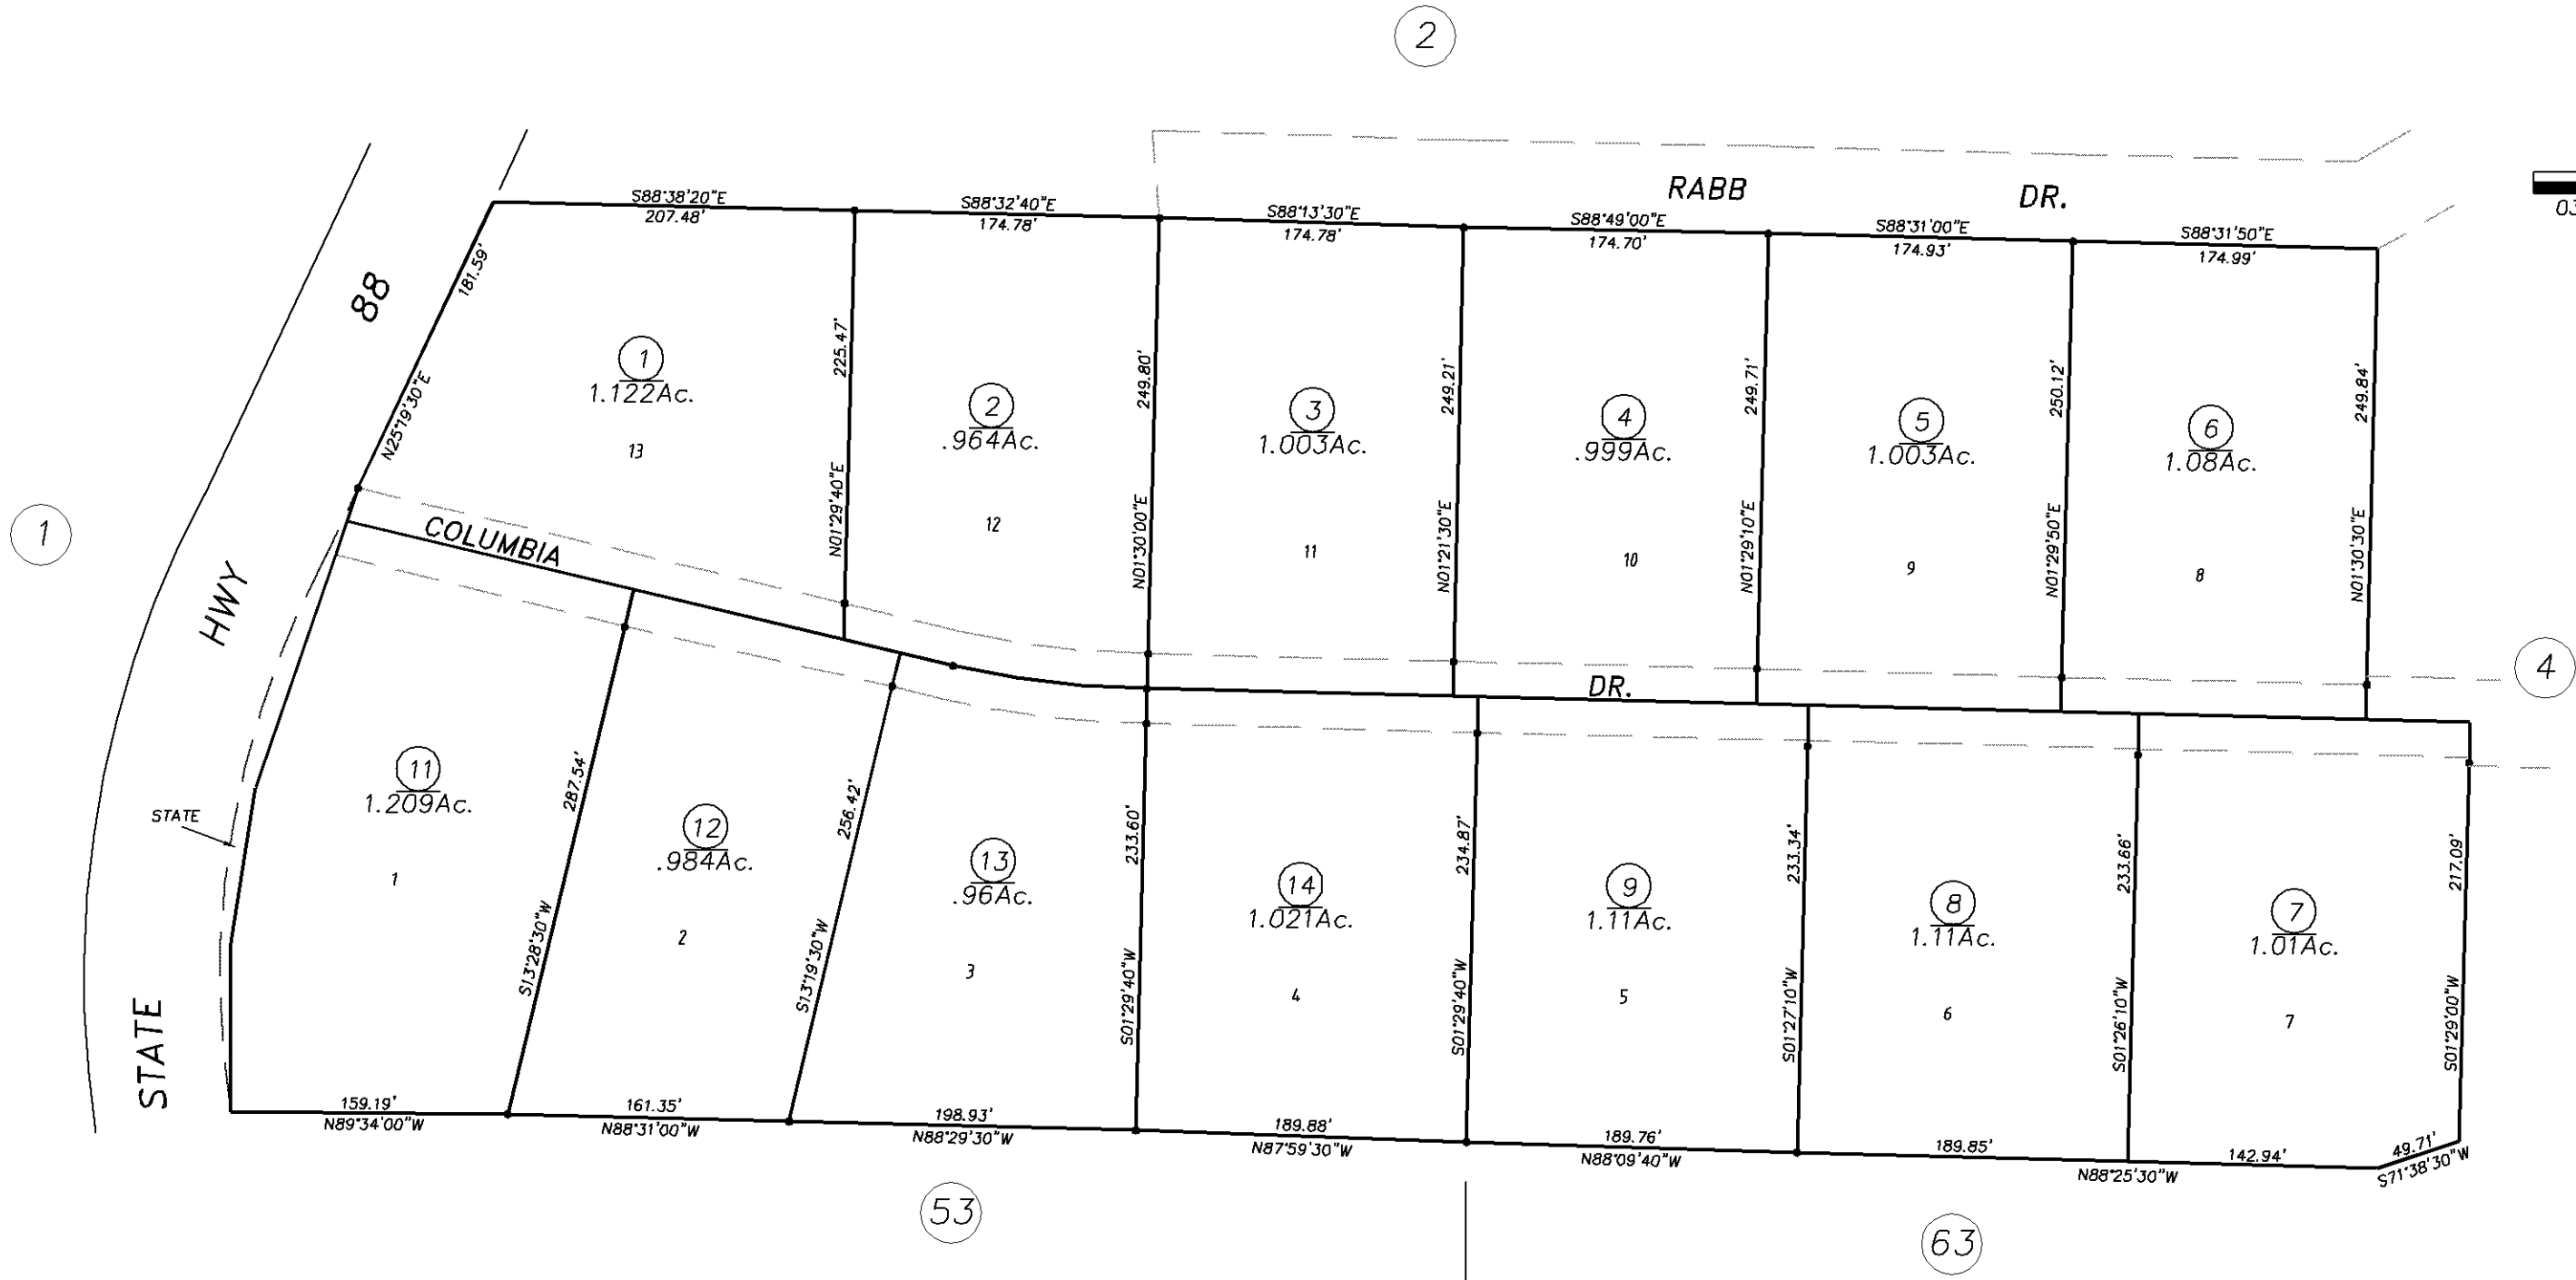 2
RABB DR.
03
S88°38'20"E
207.48'
S88°32'40"E
174.78'
S88°13'30"E
174.78'
S88°49'00"E
174.70'
S88°31'00"E
174.93'
S88°31'50"E
174.99'
181.59'
N25°19'30"E
225.47'
N01°29'40"E
249.80'
N01°30'00"E
249.21'
N01°21'30"E
249.71'
N01°29'10"E
250.12'
N01°29'50"E
249.84'
N01°30'30"E
1
1.122Ac.
13
2
.964Ac.
12
3
1.003Ac.
11
4
.999Ac.
10
5
1.003Ac.
9
6
1.08Ac.
8
1
4
COLUMBIA DR.
STATE HWY 88
STATE
11
1.209Ac.
1
12
.984Ac.
2
13
.96Ac.
3
14
1.021Ac.
4
9
1.11Ac.
5
8
1.11Ac.
6
7
1.01Ac.
7
287.54'
S13°28'30"W
256.42'
S13°19'30"W
233.60'
S01°29'40"W
234.87'
S01°29'40"W
233.34'
S01°27'10"W
233.66'
S01°26'10"W
217.09'
S01°29'00"W
159.19'
N89°34'00"W
161.35'
N88°31'00"W
198.93'
N88°29'30"W
189.88'
N87°59'30"W
189.76'
N88°09'40"W
189.85'
N88°25'30"W
142.94'
49.71'
S71°38'30"W
53
63